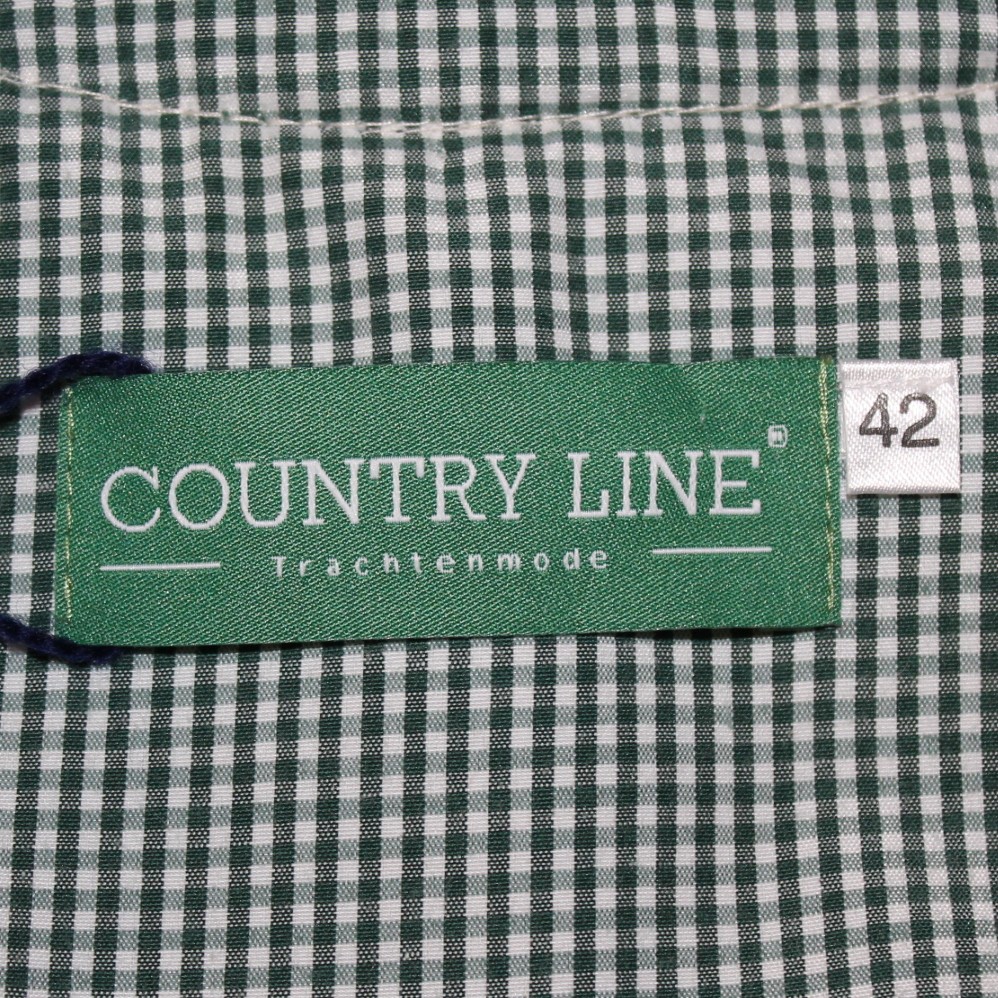 COUNTRY LINE®
Trachtenmode
42